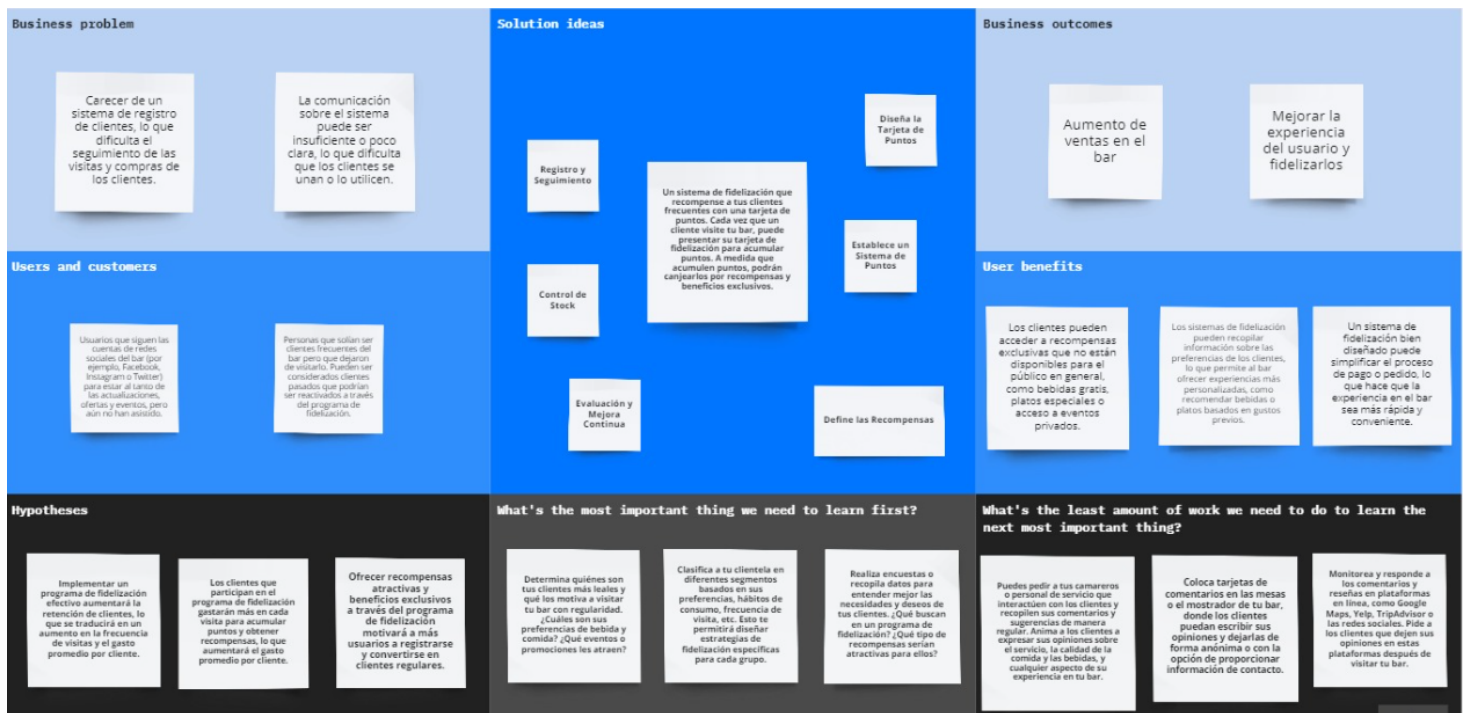 Business problem
Carecer de un
sistema de registro
de clientes, lo que
dificulta el
seguimiento de las
visitas y compras de
los clientes.
La comunicación
sobre el sistema
puede ser
insuficiente o poco
clara, lo que dificulta
que los clientes se
unan o lo utilicen.
Solution ideas
Registro y
Seguimiento
Control de
Stock
Evaluación y
Mejora
Continua
Un sistema de fidelización que
recompense a tus clientes
frecuentes con una tarjeta de
puntos. Cada vez que un
cliente visite tu bar, puede
presentar su tarjeta de
fidelización para acumular
puntos. A medida que
acumulen puntos, podrán
canjearlos por recompensas y
beneficios exclusivos.
Diseña la
Tarjeta de
Puntos
Establece un
Sistema de
Puntos
Define las Recompensas
Business outcomes
Aumento de
ventas en el
bar
Mejorar la
experiencia
del usuario y
fidelizarlos
Users and customers
Usuarios que siguen las
cuentas de redes
sociales del bar (por
ejemplo, Facebook,
Instagram o Twitter)
para estar al tanto de
las actualizaciones,
ofertas y eventos, pero
aún no han asistido.
Personas que solían ser
clientes frecuentes del
bar pero que dejaron
de visitarlo. Pueden ser
considerados clientes
pasados que podrían
ser reactivados a través
del programa de
fidelización.
User benefits
Los clientes pueden
acceder a recompensas
exclusivas que no están
disponibles para el
público en general,
como bebidas gratis,
platos especiales o
acceso a eventos
privados.
Los sistemas de fidelización
pueden recopilar
información sobre las
preferencias de los clientes,
lo que permite al bar
ofrecer experiencias más
personalizadas, como
recomendar bebidas o
platos basados en gustos
previos.
Un sistema de
fidelización bien
diseñado puede
simplificar el proceso
de pago o pedido, lo
que hace que la
experiencia en el bar
sea más rápida y
conveniente.
Hypotheses
Implementar un
programa de fidelización
efectivo aumentará la
retención de clientes, lo
que se traducirá en un
aumento en la frecuencia
de visitas y el gasto
promedio por cliente.
Los clientes que
participan en el
programa de fidelización
gastarán más en cada
visita para acumular
puntos y obtener
recompensas, lo que
aumentará el gasto
promedio por cliente.
Ofrecer recompensas
atractivas y
beneficios exclusivos
a través del programa
de fidelización
motivará a más
usuarios a registrarse
y convertirse en
clientes regulares.
What's the most important thing we need to learn first?
Determina quiénes son
tus clientes más leales y
qué los motiva a visitar
tu bar con regularidad.
¿Cuáles son sus
preferencias de bebida y
comida? ¿Qué eventos o
promociones les atraen?
Clasifica a tu clientela en
diferentes segmentos
basados en sus
preferencias, hábitos de
consumo, frecuencia de
visita, etc. Esto te
permitirá diseñar
estrategias de
fidelización específicas
para cada grupo.
Realiza encuestas o
recopila datos para
entender mejor las
necesidades y deseos de
tus clientes. ¿Qué buscan
en un programa de
fidelización? ¿Qué tipo de
recompensas serían
atractivas para ellos?
What's the least amount of work we need to do to learn the
next most important thing?
Puedes pedir a tus camareros
o personal de servicio que
interactúen con los clientes y
recopilen sus comentarios y
sugerencias de manera
regular. Anima a los clientes a
expresar sus opiniones sobre
el servicio, la calidad de la
comida y las bebidas, y
cualquier aspecto de su
experiencia en tu bar.
Coloca tarjetas de
comentarios en las mesas
o el mostrador de tu bar,
donde los clientes
puedan escribir sus
opiniones y dejarlas de
forma anónima o con la
opción de proporcionar
información de contacto.
Monitorea y responde a
los comentarios y
reseñas en plataformas
en línea, como Google
Maps, Yelp, TripAdvisor o
las redes sociales. Pide a
los clientes que dejen sus
opiniones en estas
plataformas después de
visitar tu bar.